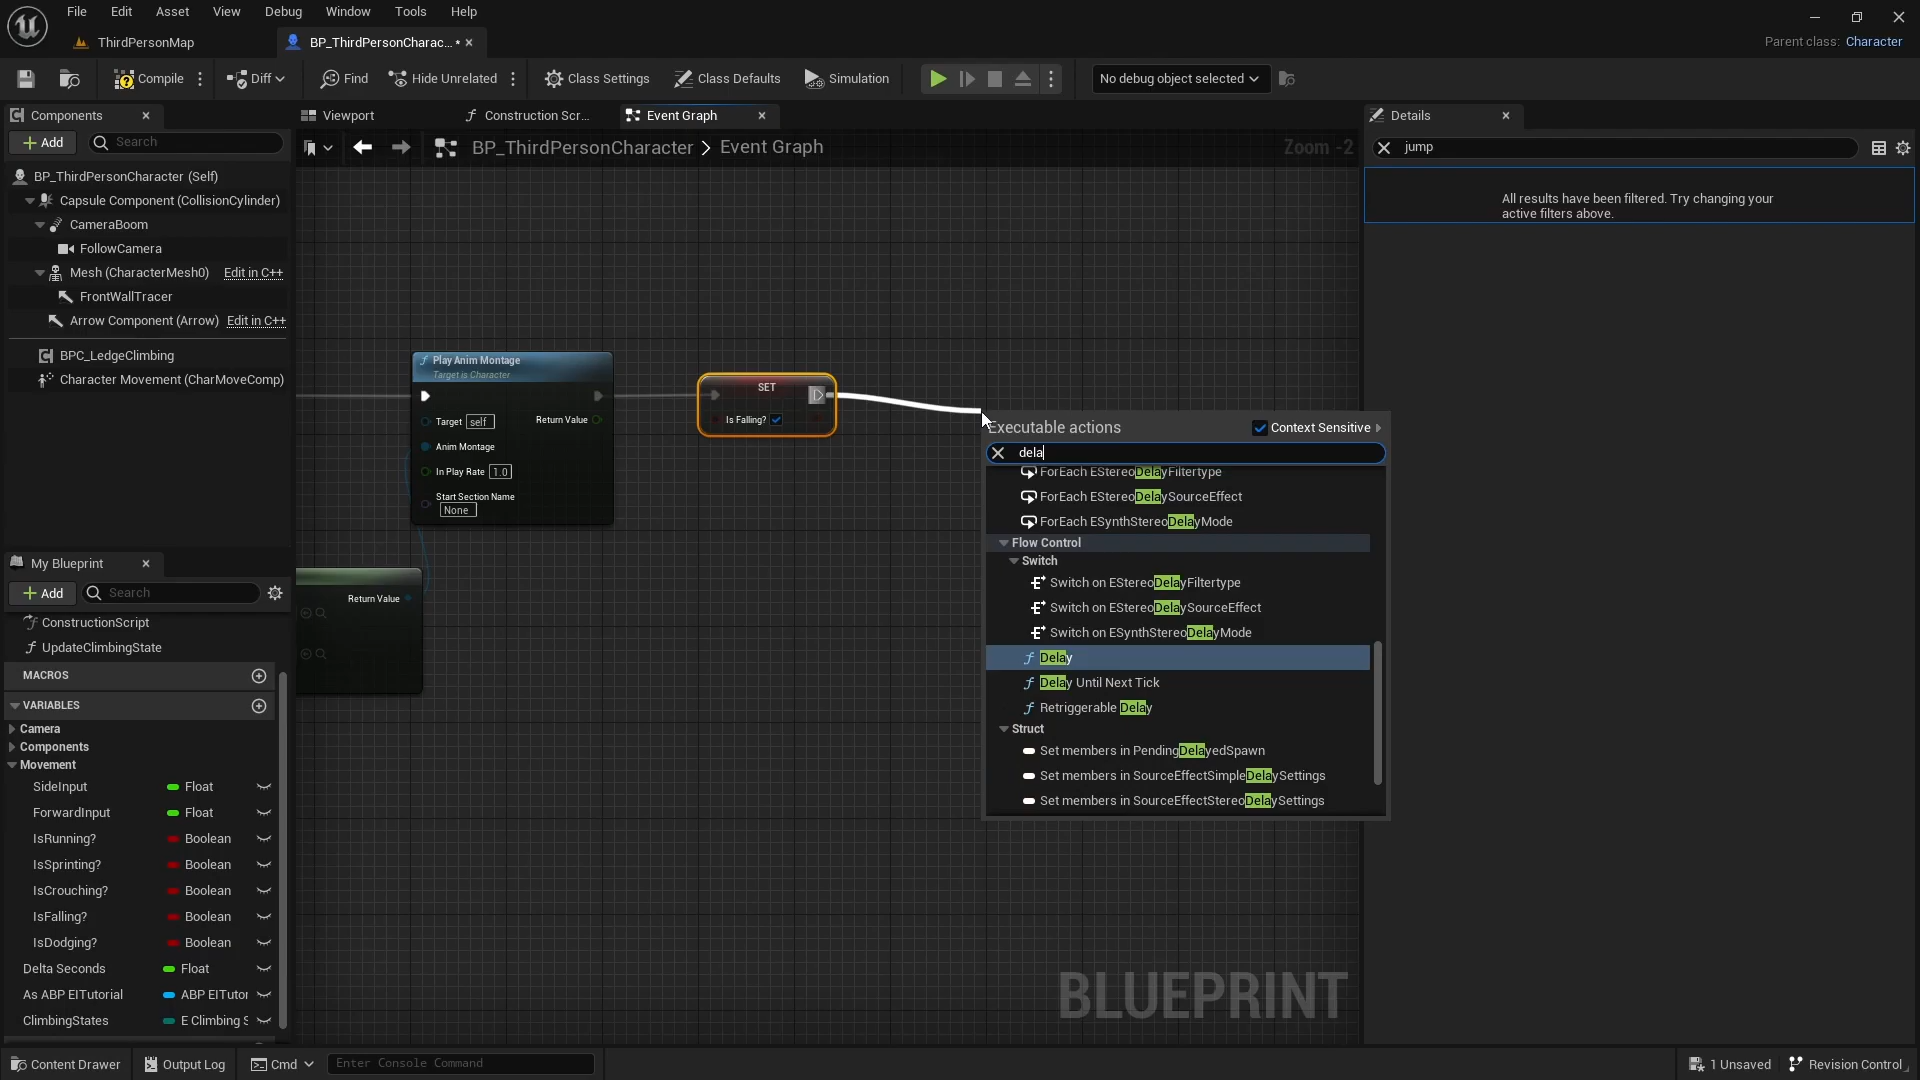 File Edit Asset View Debug Window Tools Help
ThirdPersonMap
BP_ThirdPersonCharac... *
Parent class: Character
Compile
Diff
Find
Hide Unrelated
Class Settings
Class Defaults
Simulation
No debug object selected
Components
Add
Search
BP_ThirdPersonCharacter (Self)
Capsule Component (CollisionCylinder)
CameraBoom
FollowCamera
Mesh (CharacterMesh0) Edit in C++
FrontWallTracer
Arrow Component (Arrow) Edit in C++
BPC_LedgeClimbing
Character Movement (CharMoveComp)
My Blueprint
Add
Search
ConstructionScript
UpdateClimbingState
MACROS
VARIABLES
Camera
Components
Movement
SideInput Float
ForwardInput Float
IsRunning? Boolean
IsSprinting? Boolean
IsCrouching? Boolean
IsFalling? Boolean
IsDodging? Boolean
Delta Seconds Float
As ABP EITutorial ABP EITutor
ClimbingStates E Climbing S
Viewport
Construction Scr...
Event Graph
BP_ThirdPersonCharacter > Event Graph
Zoom -2
Play Anim Montage
Target is Character
Target self
Return Value
Anim Montage
In Play Rate 1.0
Start Section Name
None
Return Value
SET
Is Falling?
Executable actions
Context Sensitive
dela
ForEach EStereoDelayFiltertype
ForEach EStereoDelaySourceEffect
ForEach ESynthStereoDelayMode
Flow Control
Switch
Switch on EStereoDelayFiltertype
Switch on EStereoDelaySourceEffect
Switch on ESynthStereoDelayMode
Delay
Delay Until Next Tick
Retriggerable Delay
Struct
Set members in PendingDelayedSpawn
Set members in SourceEffectSimpleDelaySettings
Set members in SourceEffectStereoDelaySettings
BLUEPRINT
Details
jump
All results have been filtered. Try changing your
active filters above.
Content Drawer
Output Log
Cmd
Enter Console Command
1 Unsaved
Revision Control